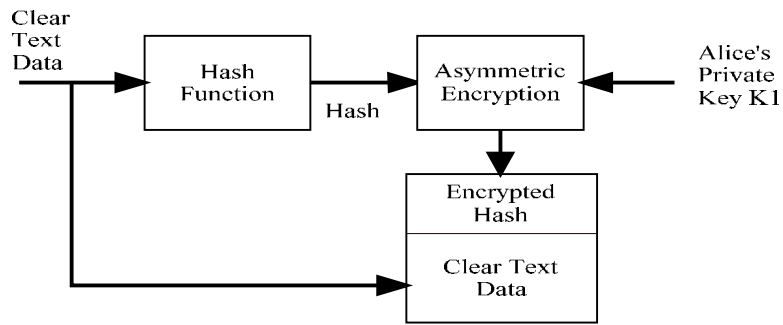 Clear
Text
Data
Hash
Function
Hash
Asymmetric
Encryption
Alice's
Private
Key K1
Encrypted
Hash
Clear Text
Data